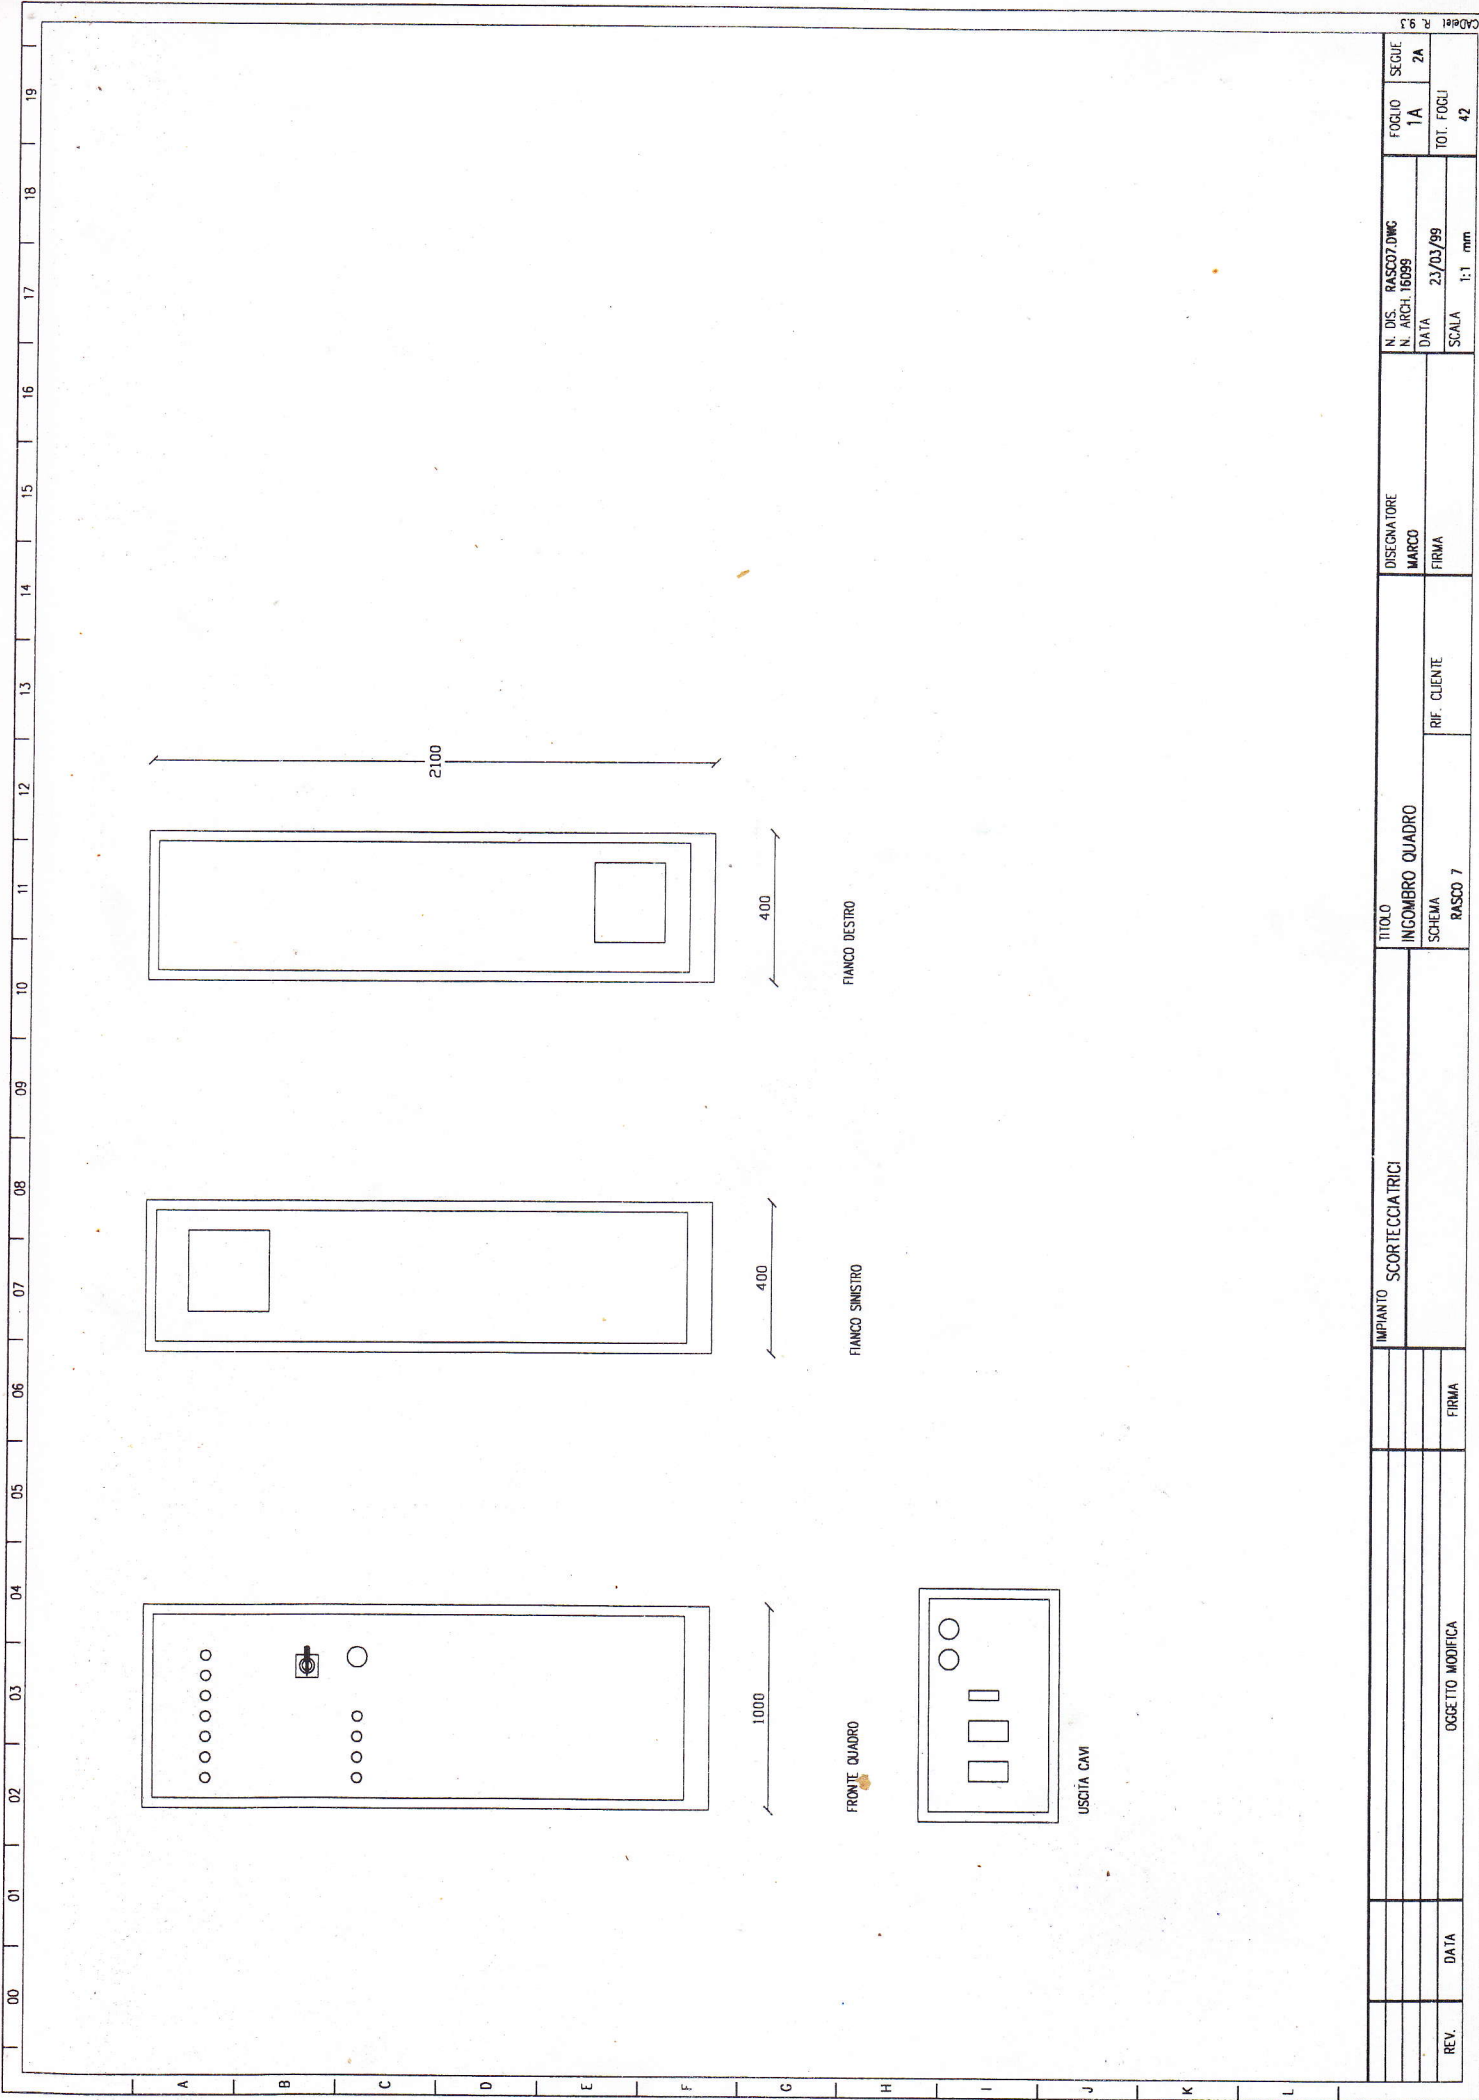 00 01 02 03 04 05 06 07 08 09 10 11 12 13 14 15 16 17 18 19
A
B
C
D
E
F
G
H
I
J
K
L
2100
1000
400
400
FRONTE QUADRO
FIANCO SINISTRO
FIANCO DESTRO
USCITA CAVI
REV.
DATA
OGGETTO MODIFICA
FIRMA
IMPIANTO
SCORTECCIATRICI
TITOLO
INGOMBRO QUADRO
SCHEMA
RASCO 7
RIF. CLIENTE
DISEGNATORE
MARCO
FIRMA
N. DIS. RASCO7.DWG
N. ARCH. 16099
DATA
23/03/99
SCALA
1:1 mm
FOGLIO
1A
SEGUE
2A
TOT. FOGLI
42
CADelet R. 9.3